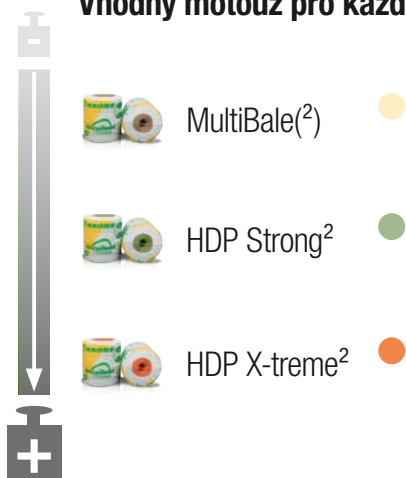 Vhodný motouz pro každ
MultiBale(²)
HDP Strong²
HDP X-treme²